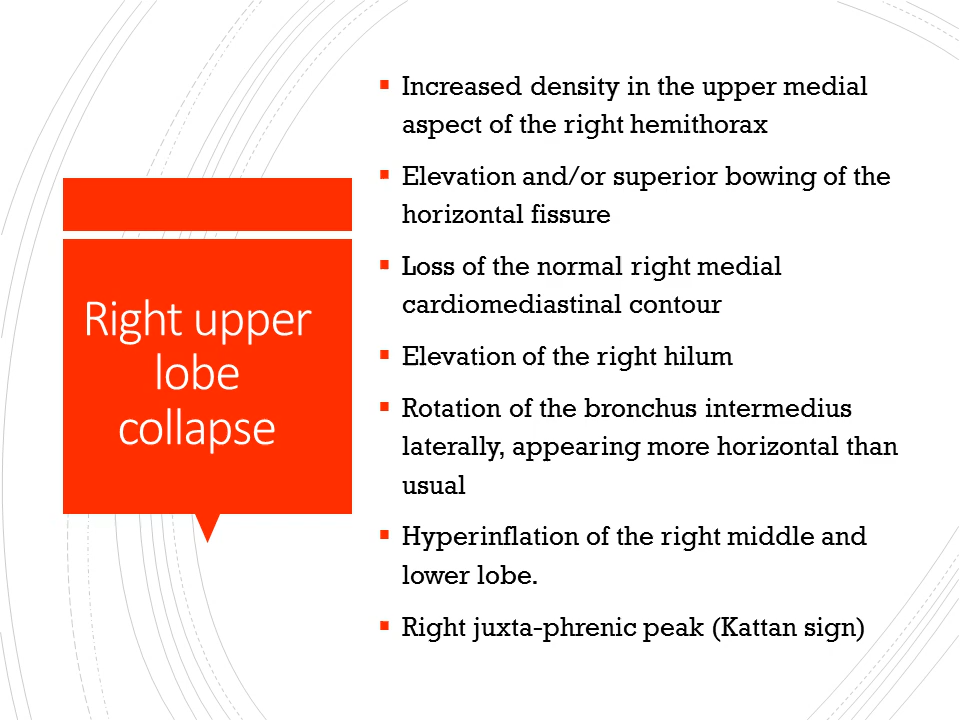 Right upper
lobe
collapse
▪ Increased density in the upper medial
aspect of the right hemithorax
▪ Elevation and/or superior bowing of the
horizontal fissure
▪ Loss of the normal right medial
cardiomediastinal contour
▪ Elevation of the right hilum
▪ Rotation of the bronchus intermedius
laterally, appearing more horizontal than
usual
▪ Hyperinflation of the right middle and
lower lobe.
▪ Right juxta-phrenic peak (Kattan sign)